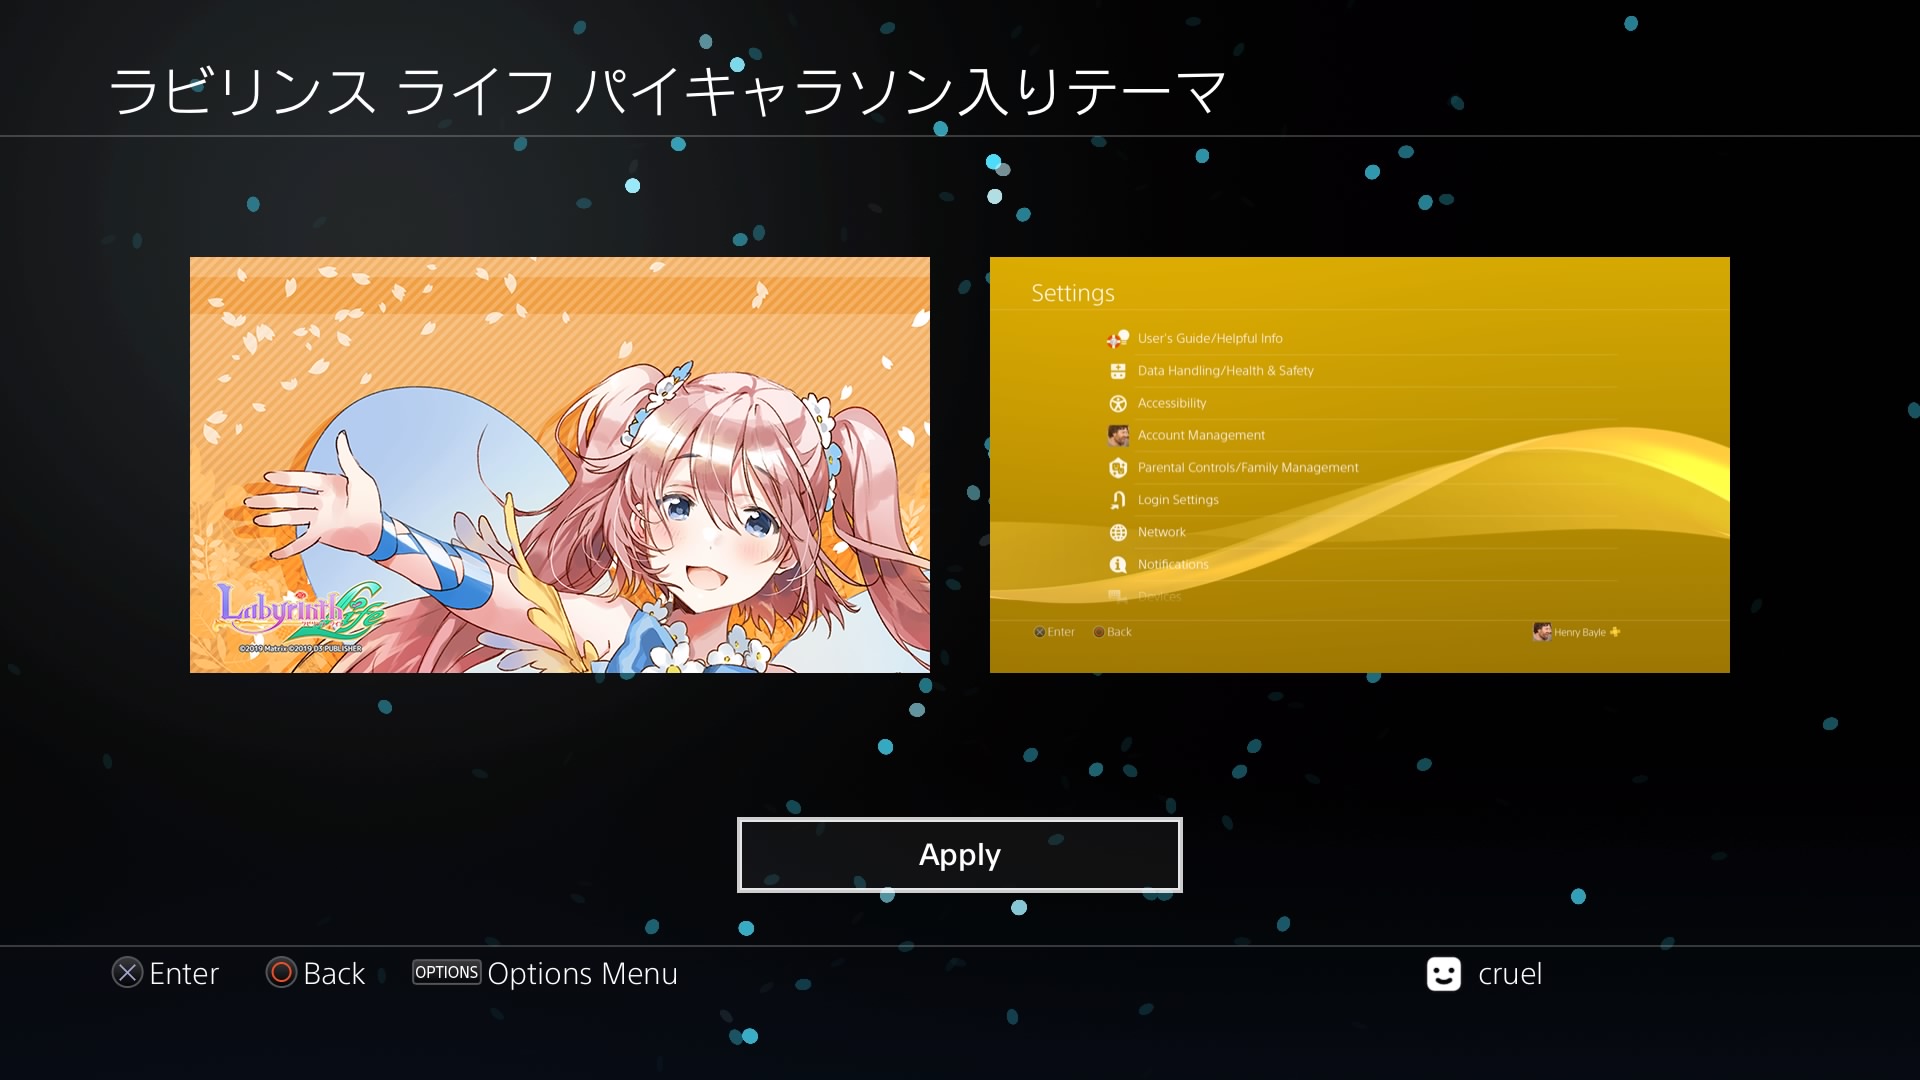 ラビリンス ライフ パイキャラソン入りテーマ
Labyrinth Life
©2019 Matrix ©2019 D3 PUBLISHER
Settings
User's Guide/Helpful Info
Data Handling/Health & Safety
Accessibility
Account Management
Parental Controls/Family Management
Login Settings
Network
Notifications
Devices
Enter Back Henry Bayle
Apply
Enter Back OPTIONS Options Menu cruel